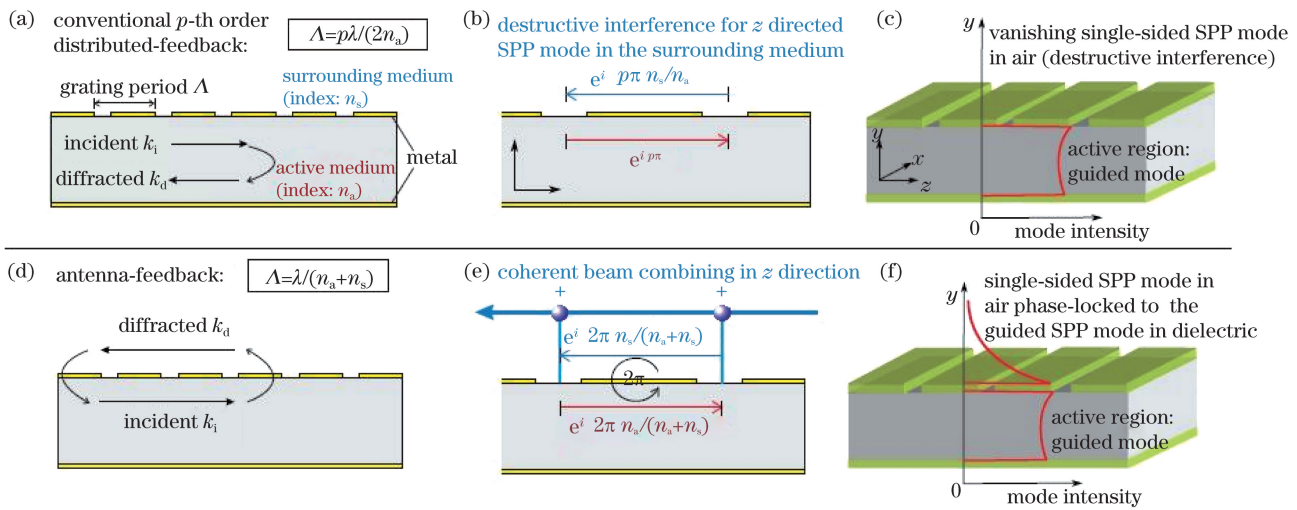 (a) conventional p-th order
distributed-feedback:
Λ=pλ/(2nₐ)
grating period Λ
surrounding medium
(index: nₛ)
incident kᵢ
diffracted k_d
active medium
(index: nₐ)
metal
(b) destructive interference for z directed
SPP mode in the surrounding medium
eⁱ pπ nₛ/nₐ
eⁱ ᵖπ
(c)
y
vanishing single-sided SPP mode
in air (destructive interference)
y
x
z
active region:
guided mode
0
mode intensity
(d) antenna-feedback:
Λ=λ/(nₐ+nₛ)
diffracted k_d
incident kᵢ
(e) coherent beam combining in z direction
+ +
eⁱ 2π nₛ/(nₐ+nₛ)
2π
eⁱ 2π nₐ/(nₐ+nₛ)
(f)
y
single-sided SPP mode in
air phase-locked to the
guided SPP mode in dielectric
active region:
guided mode
0
mode intensity